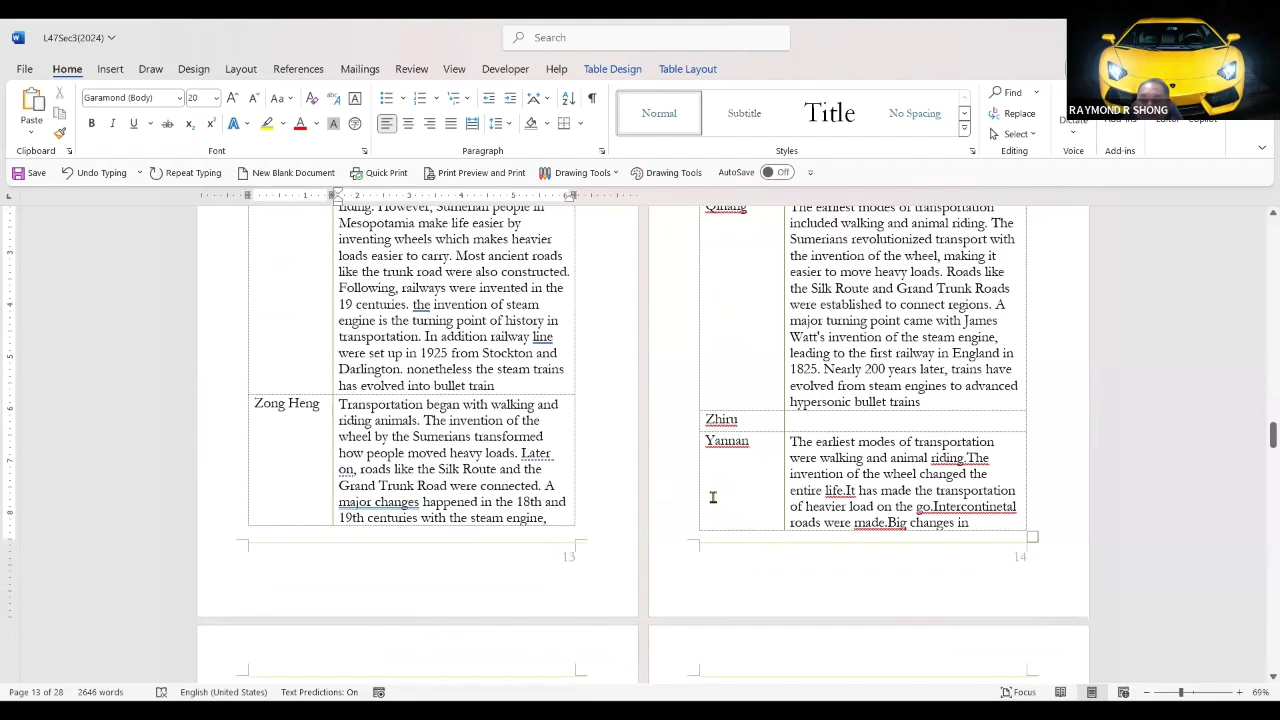 L47Sec3(2024)
Search
RAYMOND R SHONG
File Home Insert Draw Design Layout References Mailings Review View Developer Help Table Design Table Layout
Garamond (Body) 20
Find
Replace
Select
Paste
Normal Subtitle Title No Spacing
Dictate
Clipboard Font Paragraph Styles Editing Voice Add-ins
Save Undo Typing Repeat Typing New Blank Document Quick Print Print Preview and Print Drawing Tools Drawing Tools AutoSave Off
However, Sumerian people in
Mesopotamia make life easier by
inventing wheels which makes heavier
loads easier to carry. Most ancient roads
like the trunk road were also constructed.
Following, railways were invented in the
19 centuries. the invention of steam
engine is the turning point of history in
transportation. In addition railway line
were set up in 1925 from Stockton and
Darlington. nonetheless the steam trains
has evolved into bullet train
Zong Heng
Transportation began with walking and
riding animals. The invention of the
wheel by the Sumerians transformed
how people moved heavy loads. Later
on, roads like the Silk Route and the
Grand Trunk Road were connected. A
major changes happened in the 18th and
19th centuries with the steam engine,
13
The earliest modes of transportation
included walking and animal riding. The
Sumerians revolutionized transport with
the invention of the wheel, making it
easier to move heavy loads. Roads like
the Silk Route and Grand Trunk Roads
were established to connect regions. A
major turning point came with James
Watt's invention of the steam engine,
leading to the first railway in England in
1825. Nearly 200 years later, trains have
evolved from steam engines to advanced
hypersonic bullet trains
Zhiru
Yannan
The earliest modes of transportation
were walking and animal riding.The
invention of the wheel changed the
entire life.It has made the transportation
of heavier load on the go.Intercontinetal
roads were made.Big changes in
14
Page 13 of 28 2646 words English (United States) Text Predictions: On Focus 69%